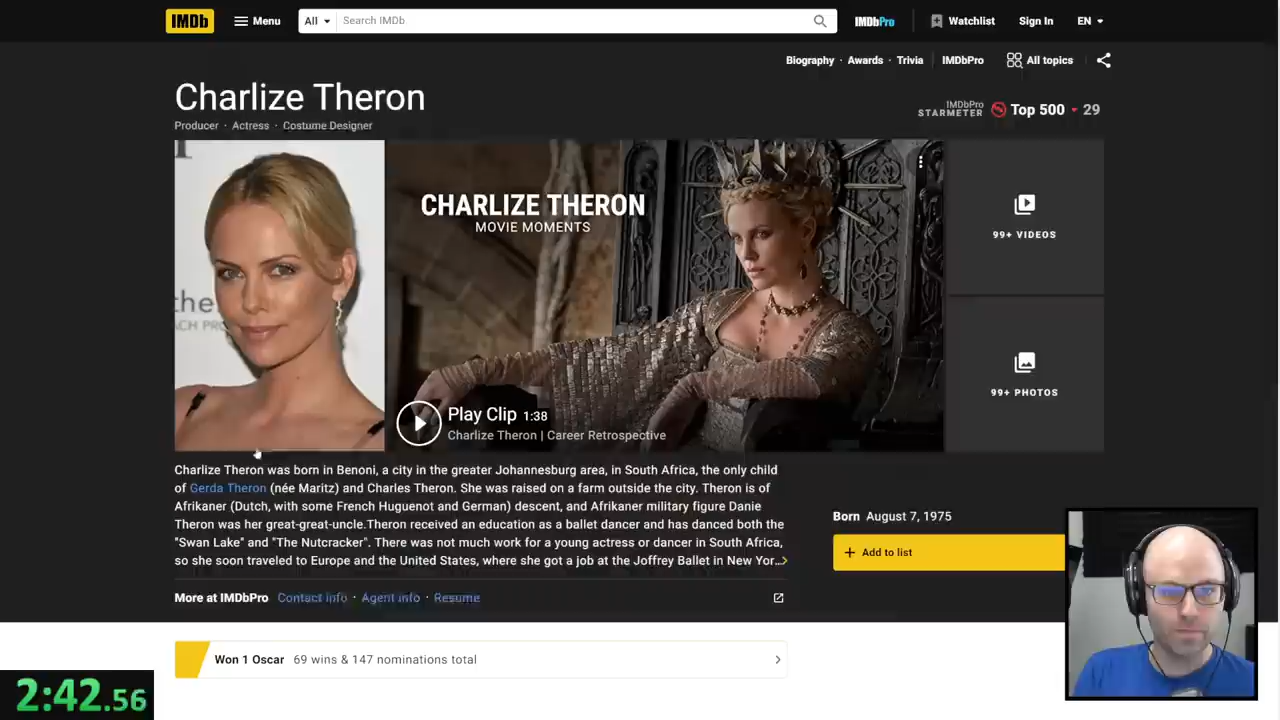 IMDb
Menu
All
Search IMDb
IMDbPro
Watchlist
Sign In
EN
Biography · Awards · Trivia
IMDbPro
All topics
Charlize Theron
Producer · Actress · Costume Designer
IMDbPro
STARMETER
Top 500
29
the
ACH PRO
CHARLIZE THERON
MOVIE MOMENTS
Play Clip 1:38
Charlize Theron | Career Retrospective
99+ VIDEOS
99+ PHOTOS
Charlize Theron was born in Benoni, a city in the greater Johannesburg area, in South Africa, the only child
of Gerda Theron (née Maritz) and Charles Theron. She was raised on a farm outside the city. Theron is of
Afrikaner (Dutch, with some French Huguenot and German) descent, and Afrikaner military figure Danie
Theron was her great-great-uncle.Theron received an education as a ballet dancer and has danced both the
"Swan Lake" and "The Nutcracker". There was not much work for a young actress or dancer in South Africa,
so she soon traveled to Europe and the United States, where she got a job at the Joffrey Ballet in New Yor...
Born August 7, 1975
+ Add to list
More at IMDbPro
Contact Info · Agent Info · Resume
Won 1 Oscar 69 wins & 147 nominations total
2:42.56